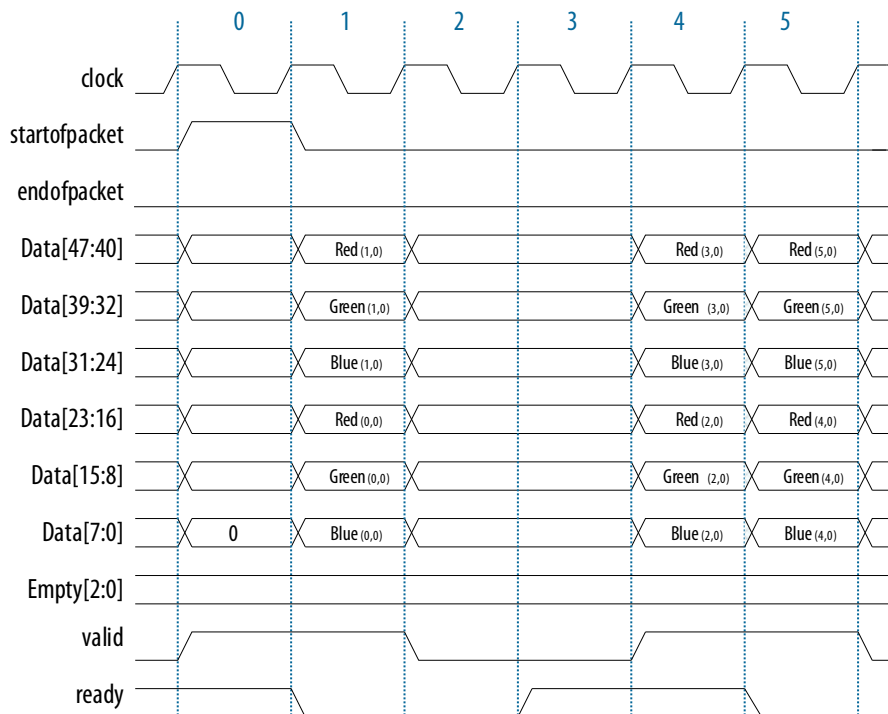 0 1 2 3 4 5
clock
startofpacket
endofpacket
Data[47:40] Red (1,0) Red (3,0) Red (5,0)
Data[39:32] Green (1,0) Green (3,0) Green (5,0)
Data[31:24] Blue (1,0) Blue (3,0) Blue (5,0)
Data[23:16] Red (0,0) Red (2,0) Red (4,0)
Data[15:8] Green (0,0) Green (2,0) Green (4,0)
Data[7:0] 0 Blue (0,0) Blue (2,0) Blue (4,0)
Empty[2:0]
valid
ready